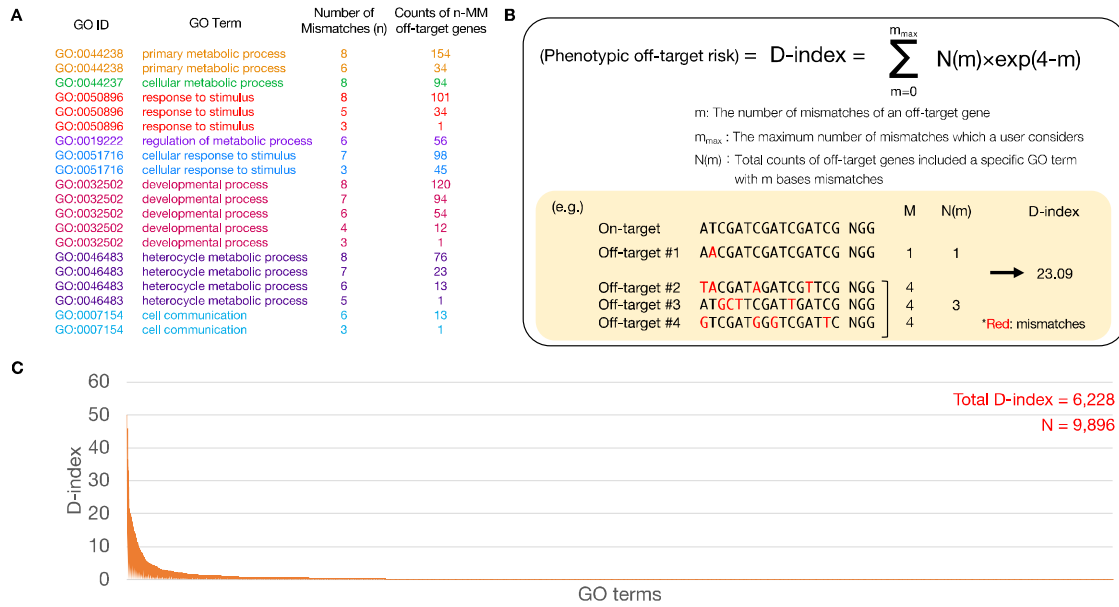 A
GO ID GO Term Number of Mismatches (n) Counts of n-MM off-target genes
GO:0044238 primary metabolic process 8 154
GO:0044238 primary metabolic process 6 34
GO:0044237 cellular metabolic process 8 94
GO:0050896 response to stimulus 8 101
GO:0050896 response to stimulus 5 34
GO:0050896 response to stimulus 3 1
GO:0019222 regulation of metabolic process 6 56
GO:0051716 cellular response to stimulus 7 98
GO:0051716 cellular response to stimulus 3 45
GO:0032502 developmental process 8 120
GO:0032502 developmental process 7 94
GO:0032502 developmental process 6 54
GO:0032502 developmental process 4 12
GO:0032502 developmental process 3 1
GO:0046483 heterocycle metabolic process 8 76
GO:0046483 heterocycle metabolic process 7 23
GO:0046483 heterocycle metabolic process 6 13
GO:0046483 heterocycle metabolic process 5 1
GO:0007154 cell communication 6 13
GO:0007154 cell communication 3 1
B
(Phenotypic off-target risk) = D-index = m_max ∑ m=0 N(m)×exp(4-m)
m: The number of mismatches of an off-target gene
m_max : The maximum number of mismatches which a user considers
N(m) : Total counts of off-target genes included a specific GO term
with m bases mismatches
(e.g.) M N(m) D-index
On-target ATCGATCGATCGATCG NGG
Off-target #1 AACGATCGATCGATCG NGG 1 1
➞ 23.09
Off-target #2 TACGATAGATCGTTCG NGG 4
Off-target #3 ATGCTTCGATTGATCG NGG 4 3
Off-target #4 GTCGATGGGTCGATTC NGG 4
*Red: mismatches
C
Total D-index = 6,228
N = 9,896
D-index
60
50
40
30
20
10
0
GO terms